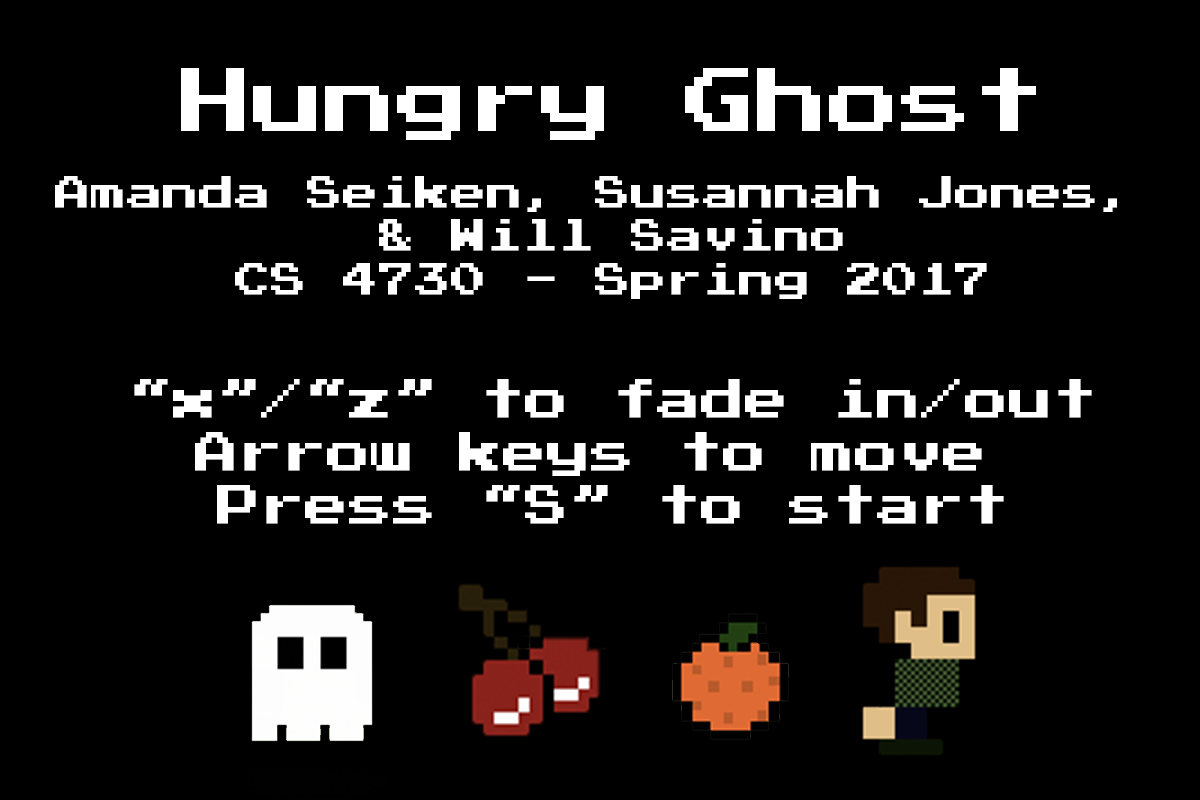 Hungry Ghost
Amanda Seiken, Susannah Jones,
& Will Savino
CS 4730 - Spring 2017
“x”/“z” to fade in/out
Arrow keys to move
Press “S” to start